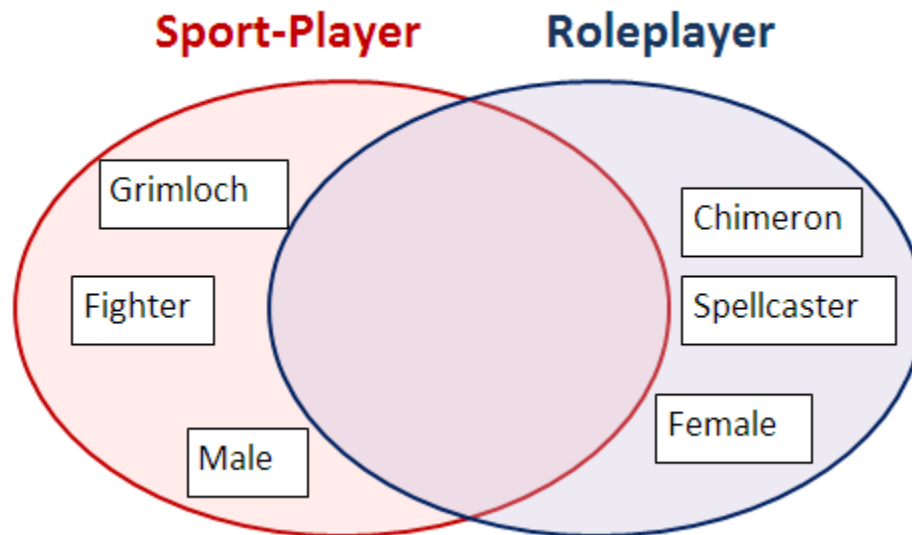 Sport-Player
Roleplayer
Grimloch
Chimeron
Fighter
Spellcaster
Male
Female